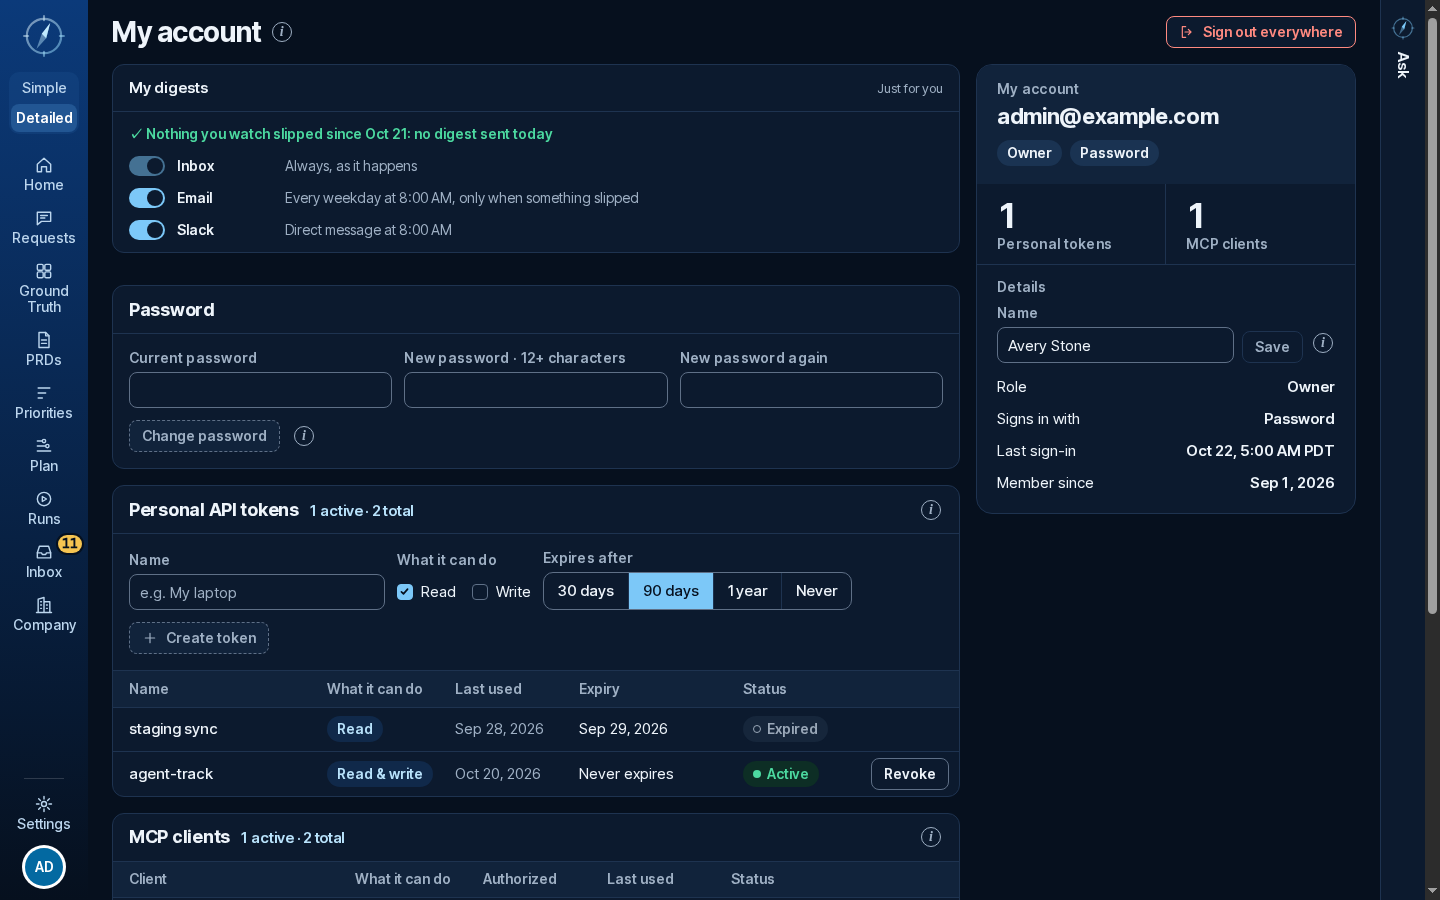 Simple
Detailed
Home
Requests
Ground
Truth
PRDs
Priorities
Plan
Runs
11
Inbox
Company
Settings
AD
My account
i
Sign out everywhere
My digests
Just for you
✓ Nothing you watch slipped since Oct 21: no digest sent today
Inbox Always, as it happens
Email Every weekday at 8:00 AM, only when something slipped
Slack Direct message at 8:00 AM
Password
Current password New password · 12+ characters New password again
Change password i
Personal API tokens 1 active · 2 total i
Name What it can do Expires after
e.g. My laptop Read Write 30 days 90 days 1 year Never
Create token
Name What it can do Last used Expiry Status
staging sync Read Sep 28, 2026 Sep 29, 2026 Expired
agent-track Read & write Oct 20, 2026 Never expires Active Revoke
MCP clients 1 active · 2 total i
Client What it can do Authorized Last used Status
My account
admin@example.com
Owner Password
1 1
Personal tokens MCP clients
Details
Name
Avery Stone Save i
Role Owner
Signs in with Password
Last sign-in Oct 22, 5:00 AM PDT
Member since Sep 1, 2026
Ask